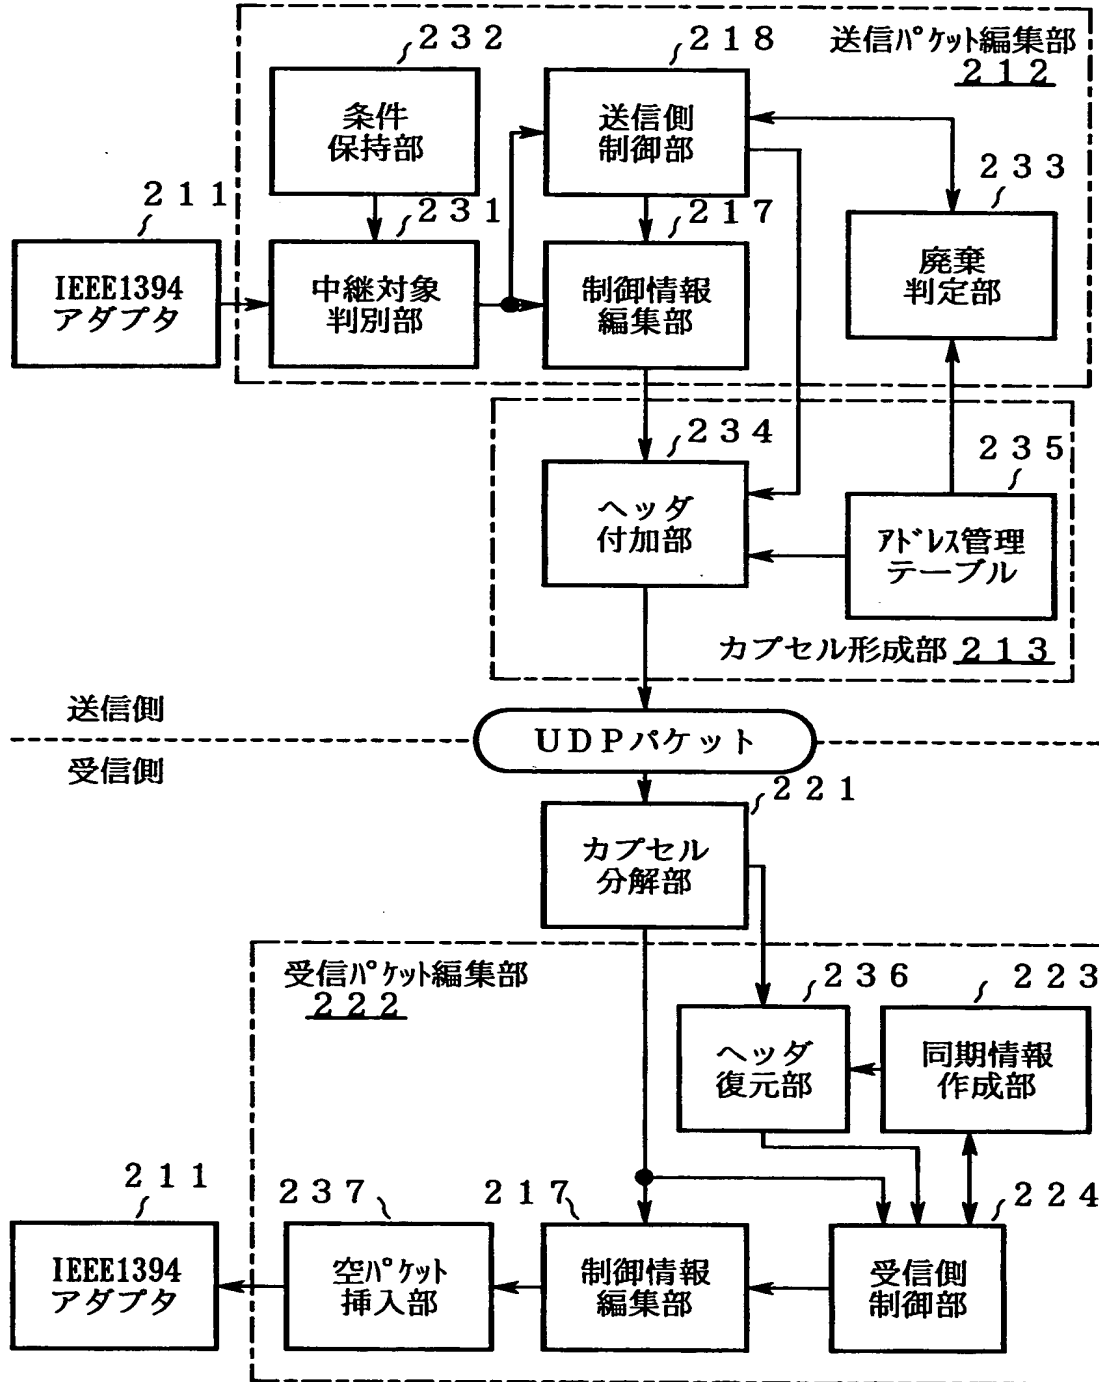 232
218
送信パケット編集部
212
条件
保持部
送信側
制御部
211
231
217
233
IEEE1394
アダプタ
中継対象
判別部
制御情報
編集部
廃棄
判定部
234
235
ヘッダ
付加部
アドレス管理
テーブル
カプセル形成部 213
送信側
UDPパケット
受信側
221
カプセル
分解部
受信パケット編集部
222
236
223
ヘッダ
復元部
同期情報
作成部
211
237
217
224
IEEE1394
アダプタ
空パケット
挿入部
制御情報
編集部
受信側
制御部